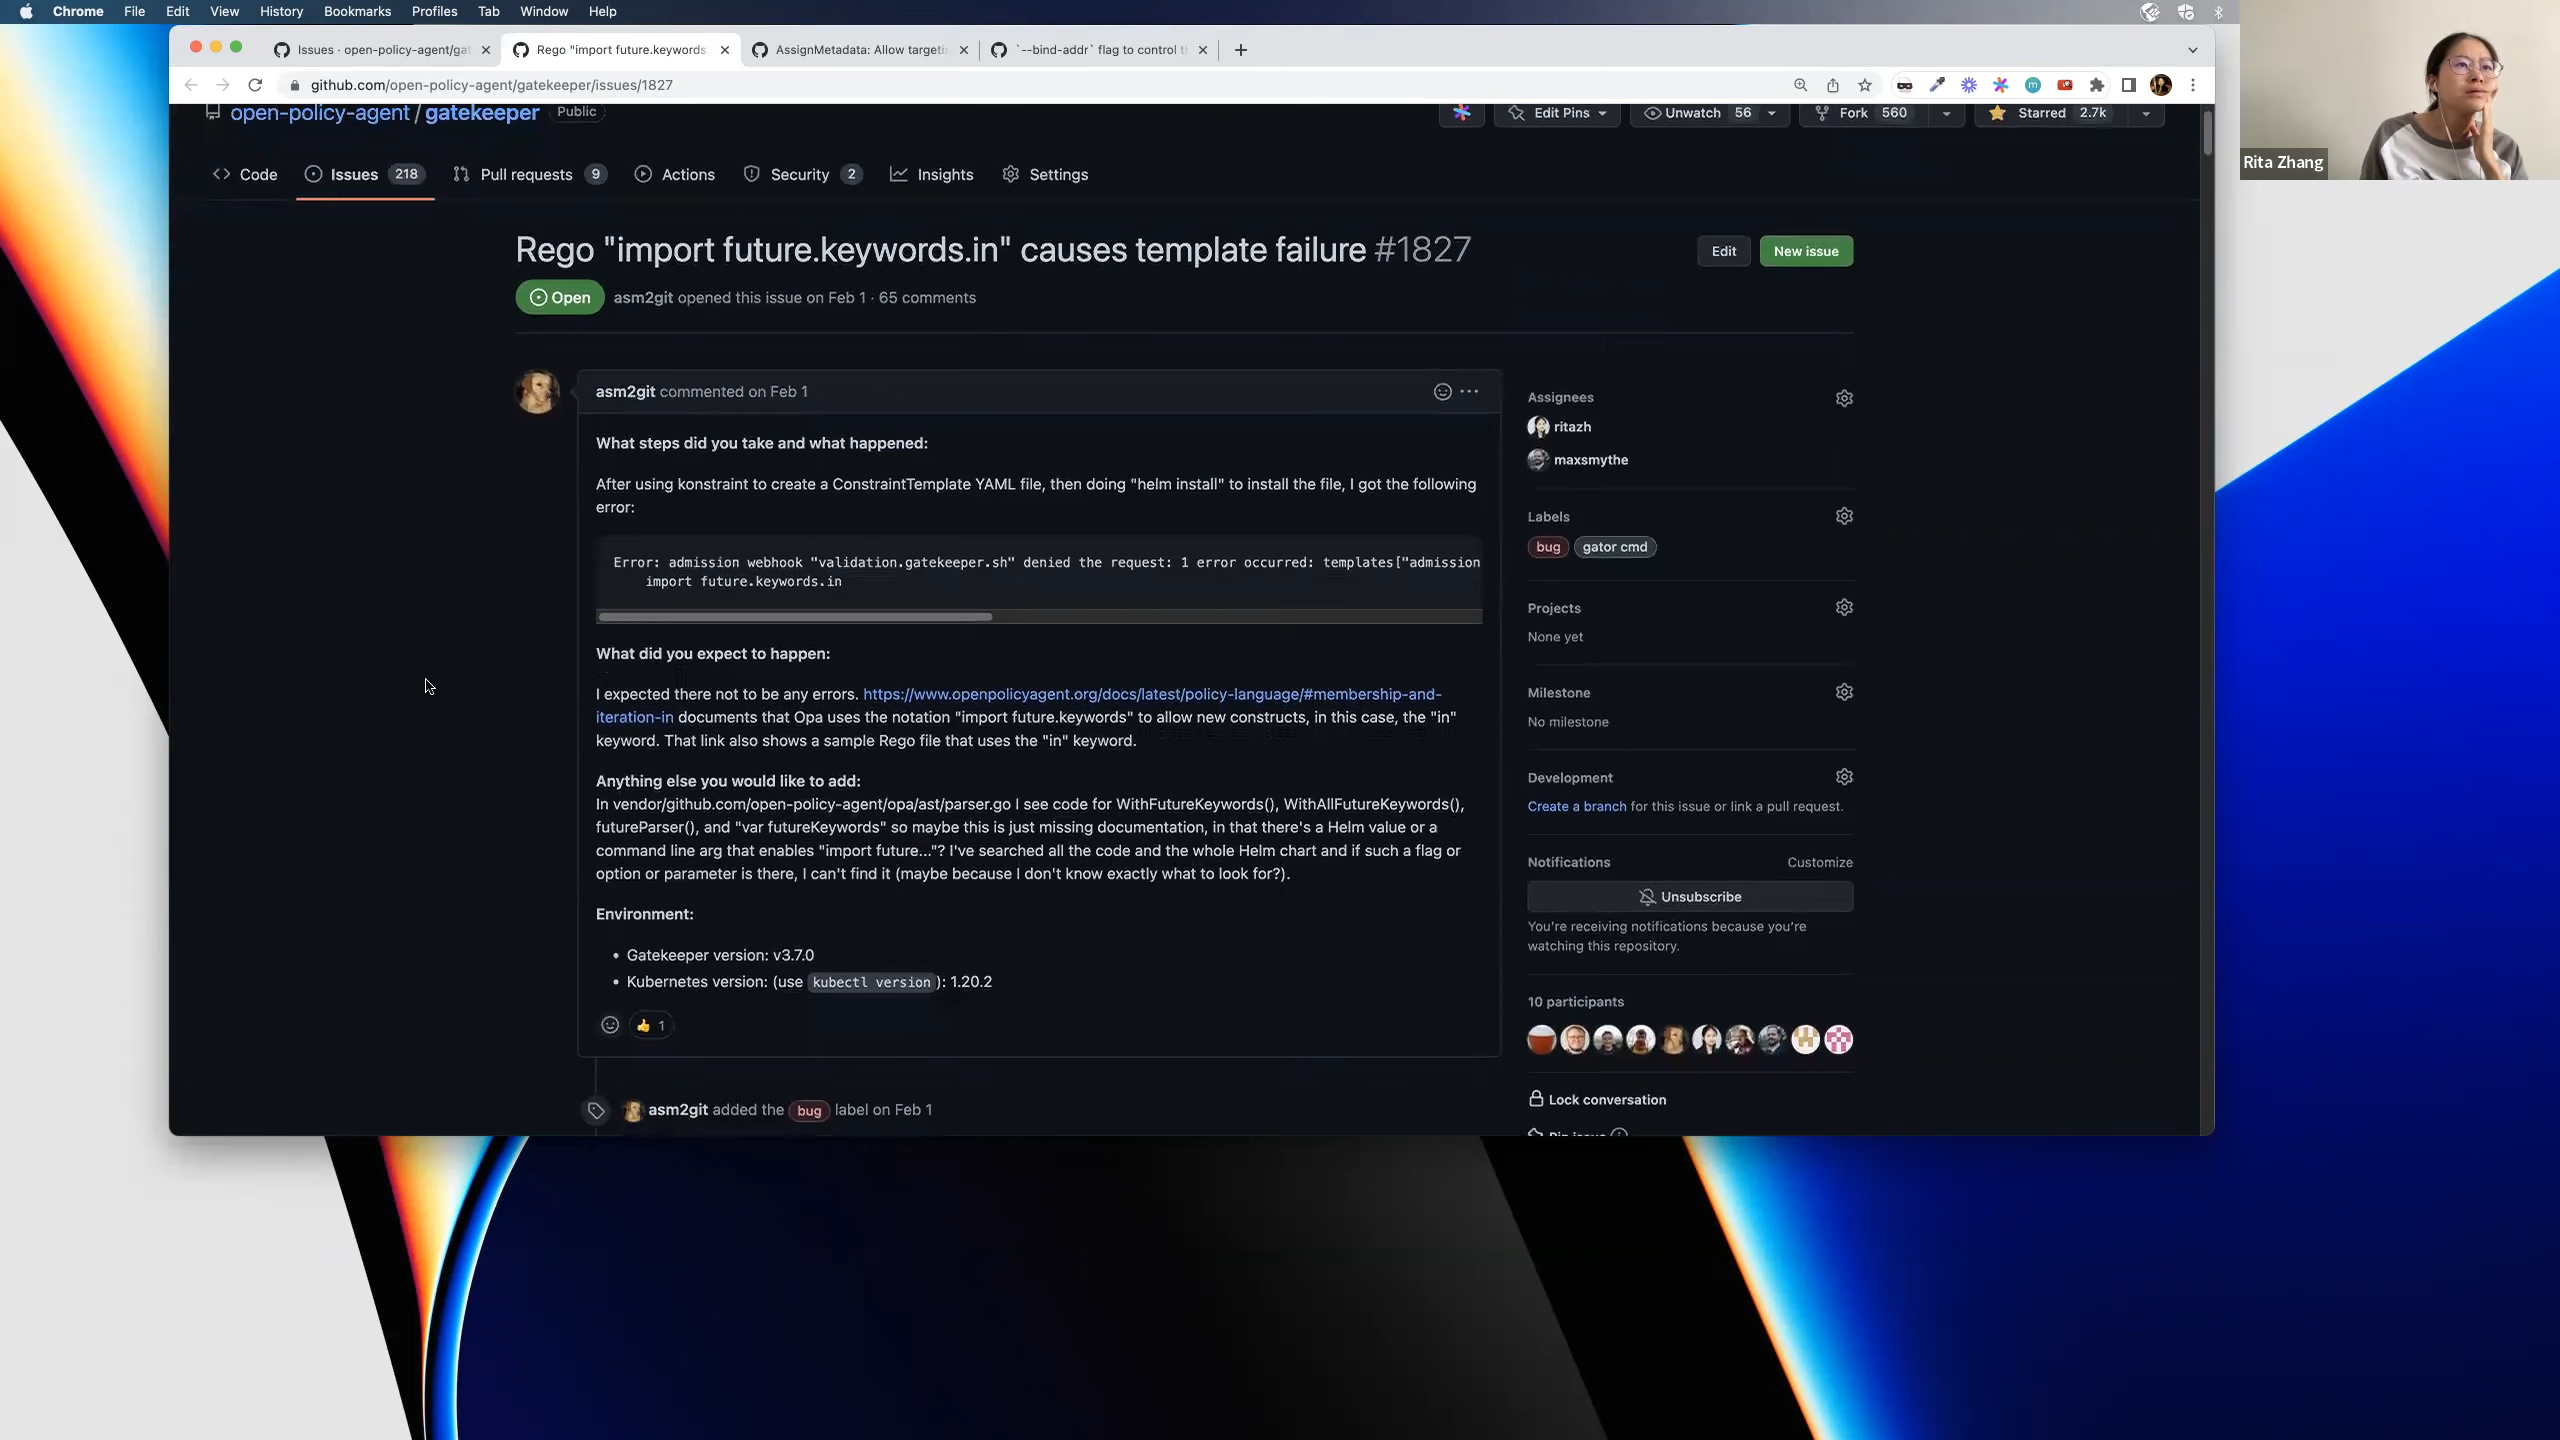 Chrome File Edit View History Bookmarks Profiles Tab Window Help
Issues · open-policy-agent/gat
Rego "import future.keywords.
AssignMetadata: Allow targeti
`--bind-addr` flag to control t
github.com/open-policy-agent/gatekeeper/issues/1827
Rita Zhang
open-policy-agent / gatekeeper Public
Edit Pins
Unwatch 56
Fork 560
Starred 2.7k
Code
Issues 218
Pull requests 9
Actions
Security 2
Insights
Settings
Rego "import future.keywords.in" causes template failure #1827
Edit
New issue
Open asm2git opened this issue on Feb 1 · 65 comments
asm2git commented on Feb 1
What steps did you take and what happened:
After using konstraint to create a ConstraintTemplate YAML file, then doing "helm install" to install the file, I got the following
error:
Error: admission webhook "validation.gatekeeper.sh" denied the request: 1 error occurred: templates["admission
import future.keywords.in
What did you expect to happen:
I expected there not to be any errors. https://www.openpolicyagent.org/docs/latest/policy-language/#membership-and-
iteration-in documents that Opa uses the notation "import future.keywords" to allow new constructs, in this case, the "in"
keyword. That link also shows a sample Rego file that uses the "in" keyword.
Anything else you would like to add:
In vendor/github.com/open-policy-agent/opa/ast/parser.go I see code for WithFutureKeywords(), WithAllFutureKeywords(),
futureParser(), and "var futureKeywords" so maybe this is just missing documentation, in that there's a Helm value or a
command line arg that enables "import future..."? I've searched all the code and the whole Helm chart and if such a flag or
option or parameter is there, I can't find it (maybe because I don't know exactly what to look for?).
Environment:
• Gatekeeper version: v3.7.0
• Kubernetes version: (use kubectl version ): 1.20.2
👍 1
asm2git added the bug label on Feb 1
Assignees
ritazh
maxsmythe
Labels
bug gator cmd
Projects
None yet
Milestone
No milestone
Development
Create a branch for this issue or link a pull request.
Notifications Customize
Unsubscribe
You're receiving notifications because you're
watching this repository.
10 participants
Lock conversation